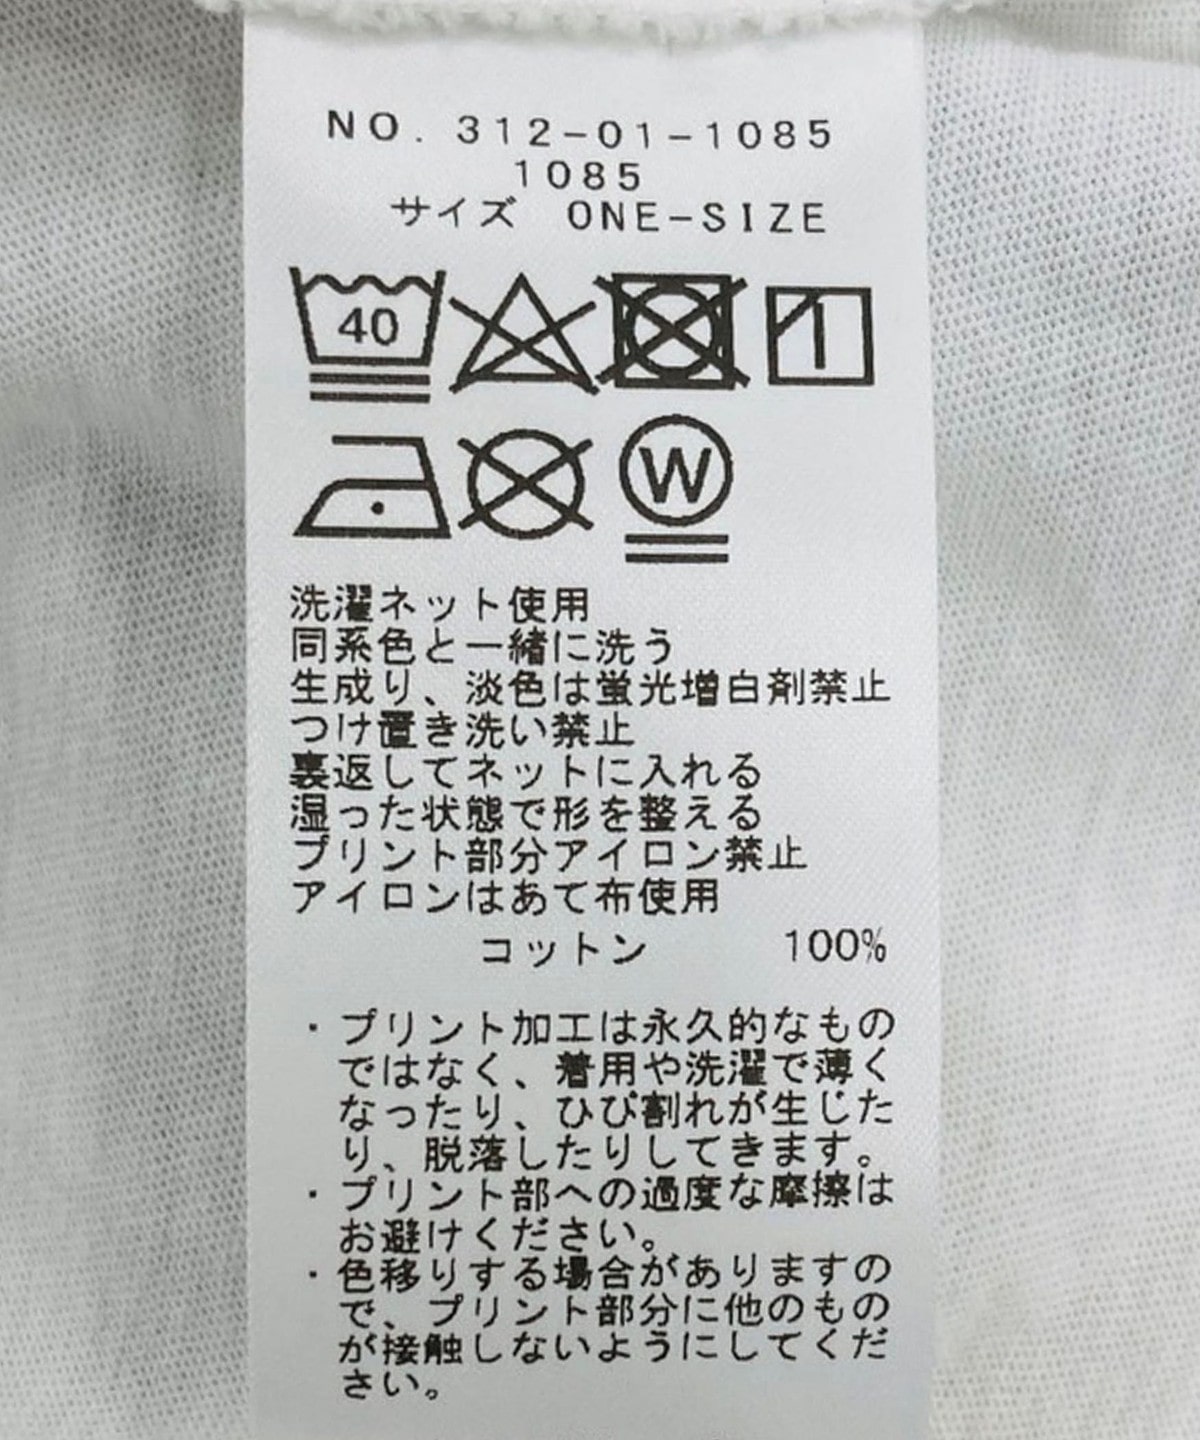 NO. 312-01-1085
1085
サイズ ONE-SIZE
40
W
洗濯ネット使用
同系色と一緒に洗う
生成り、淡色は蛍光増白剤禁止
つけ置き洗い禁止
裏返してネットに入れる
湿った状態で形を整える
プリント部分アイロン禁止
アイロンはあて布使用
コットン 100%
・プリント加工は永久的なもの
ではなく、着用や洗濯で薄く
なったり、ひび割れが生じた
り、脱落したりしてきます。
・プリント部への過度な摩擦は
お避けください。
・色移りする場合がありますの
で、プリント部分に他のもの
が接触しないようにしてくだ
さい。